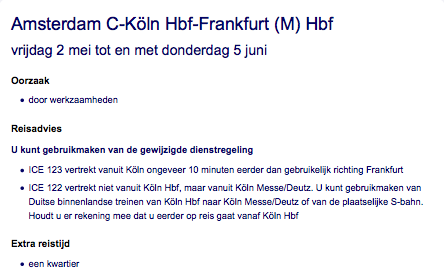 Amsterdam C-Köln Hbf-Frankfurt (M) Hbf
vrijdag 2 mei tot en met donderdag 5 juni
Oorzaak
• door werkzaamheden
Reisadvies
U kunt gebruikmaken van de gewijzigde dienstregeling
• ICE 123 vertrekt vanuit Köln ongeveer 10 minuten eerder dan gebruikelijk richting Frankfurt
• ICE 122 vertrekt niet vanuit Köln Hbf, maar vanuit Köln Messe/Deutz. U kunt gebruikmaken van
Duitse binnenlandse treinen van Köln Hbf naar Köln Messe/Deutz of van de plaatselijke S-bahn.
Houdt u er rekening mee dat u eerder op reis gaat vanaf Köln Hbf
Extra reistijd
• een kwartier